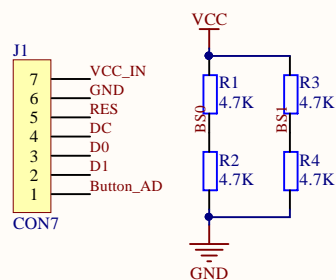 J1
7 VCC_IN
6 GND
5 RES
4 DC
3 D0
2 D1
1 Button_AD
CON7
VCC
R1
4.7K
R3
4.7K
BS0
BS1
R2
4.7K
R4
4.7K
GND